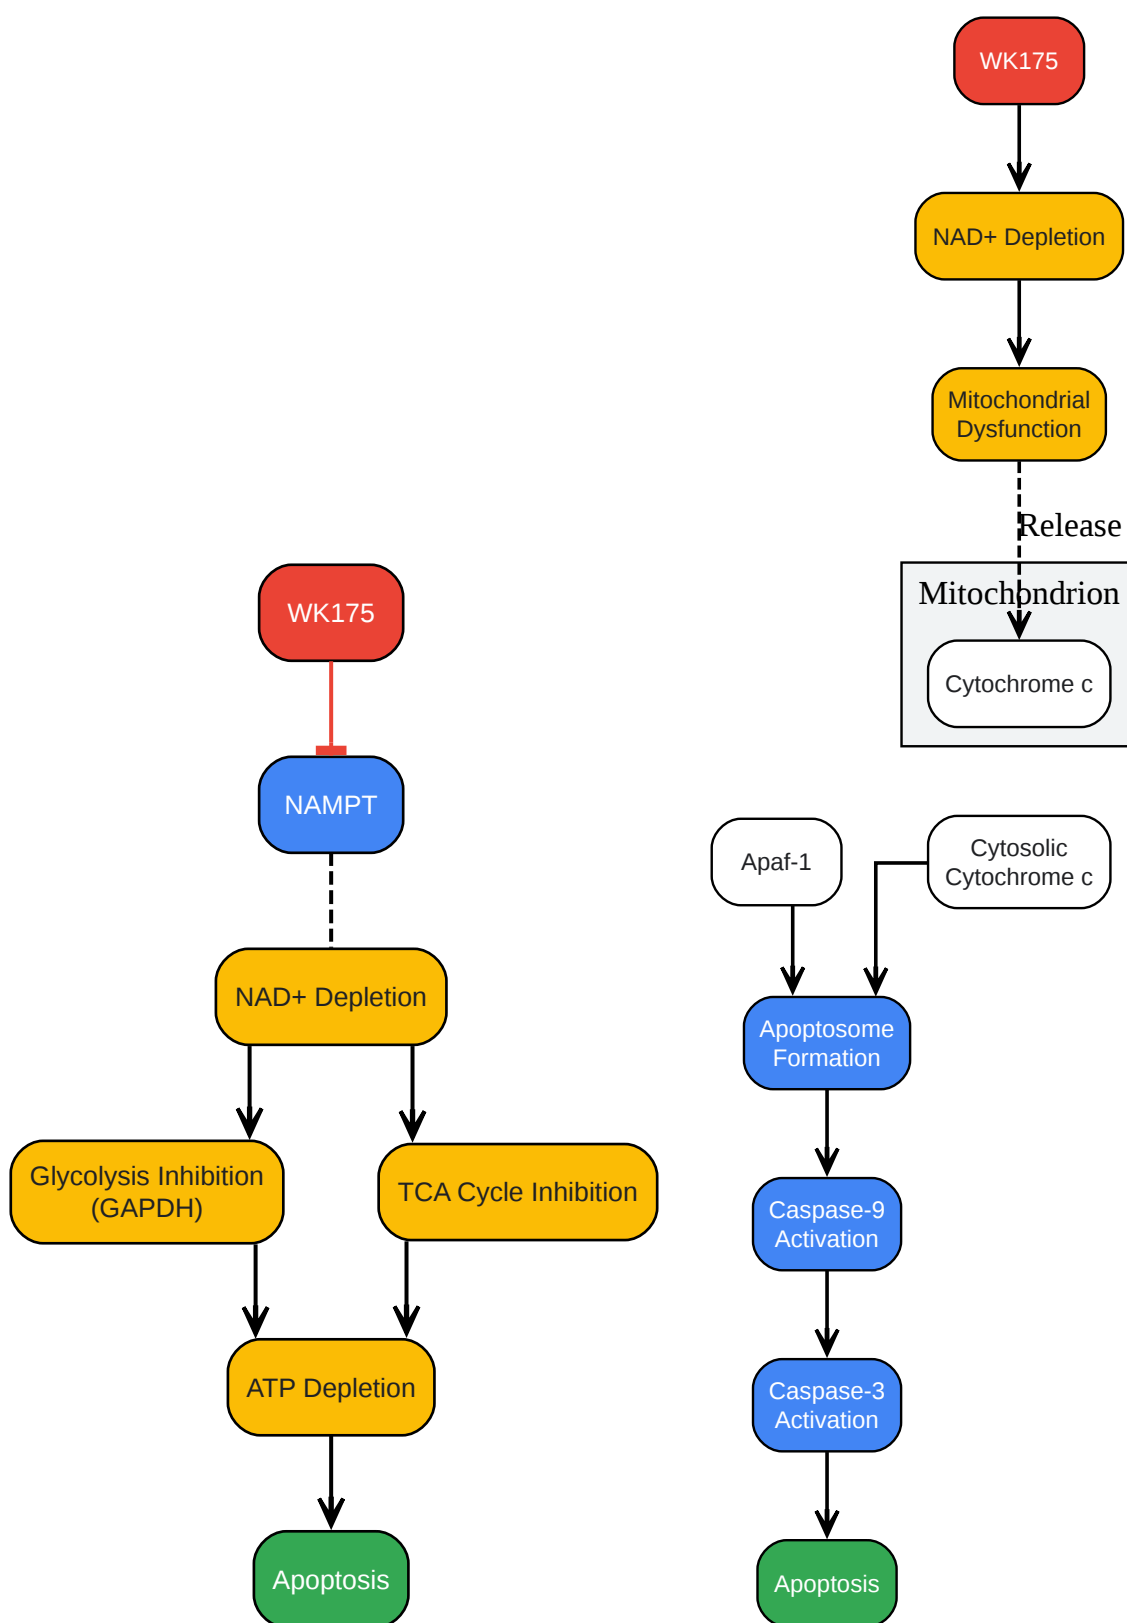 WK175
NAMPT
NAD+ Depletion
Glycolysis Inhibition
(GAPDH)
TCA Cycle Inhibition
ATP Depletion
Apoptosis
WK175
NAD+ Depletion
Mitochondrial
Dysfunction
Release
Mitochondrion
Cytochrome c
Apaf-1
Cytosolic
Cytochrome c
Apoptosome
Formation
Caspase-9
Activation
Caspase-3
Activation
Apoptosis